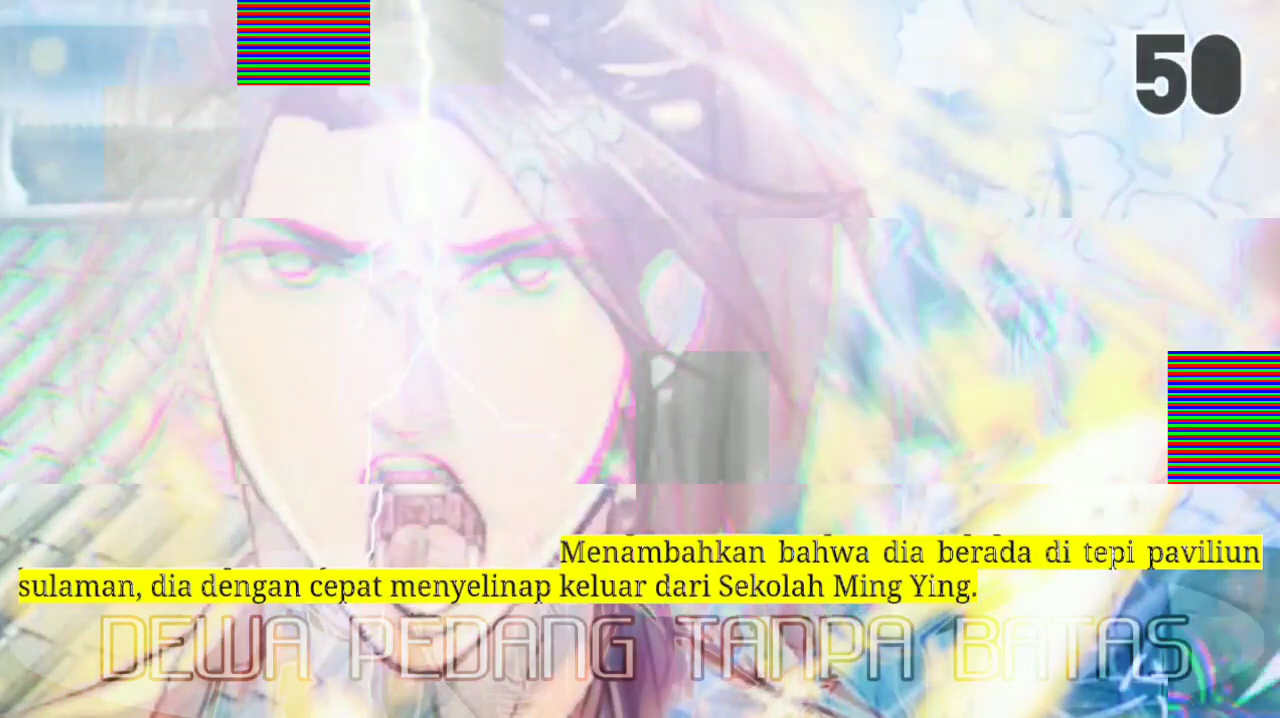 50
Menambahkan bahwa dia berada di tepi paviliun
sulaman, dia dengan cepat menyelinap keluar dari Sekolah Ming Ying.
DEWA PEDANG TANPA BATAS